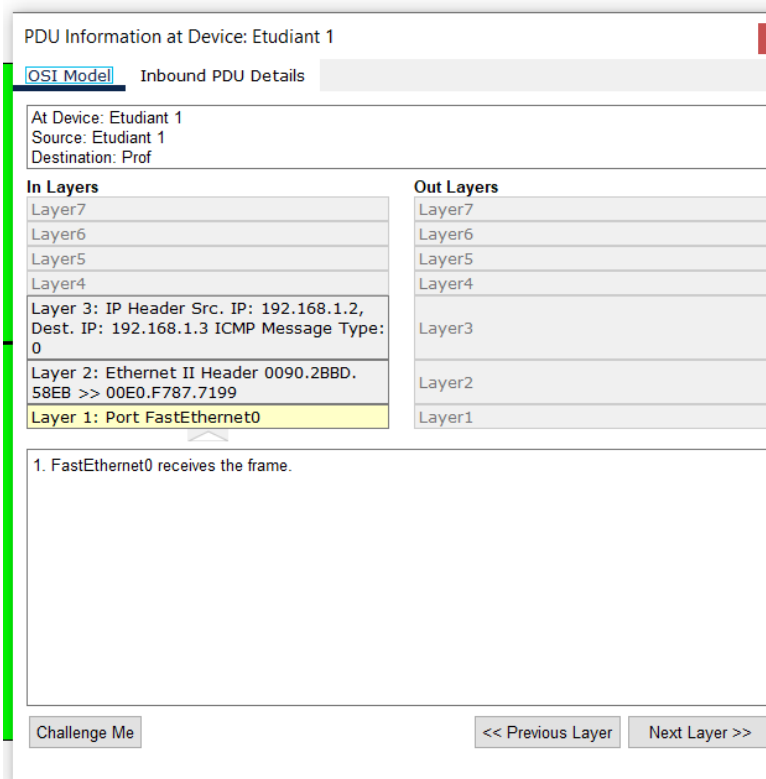 PDU Information at Device: Etudiant 1
OSI Model Inbound PDU Details
At Device: Etudiant 1
Source: Etudiant 1
Destination: Prof
In Layers Out Layers
Layer7 Layer7
Layer6 Layer6
Layer5 Layer5
Layer4 Layer4
Layer 3: IP Header Src. IP: 192.168.1.2,
Dest. IP: 192.168.1.3 ICMP Message Type:
0
Layer3
Layer 2: Ethernet II Header 0090.2BBD.
58EB >> 00E0.F787.7199
Layer2
Layer 1: Port FastEthernet0 Layer1
1. FastEthernet0 receives the frame.
Challenge Me << Previous Layer Next Layer >>